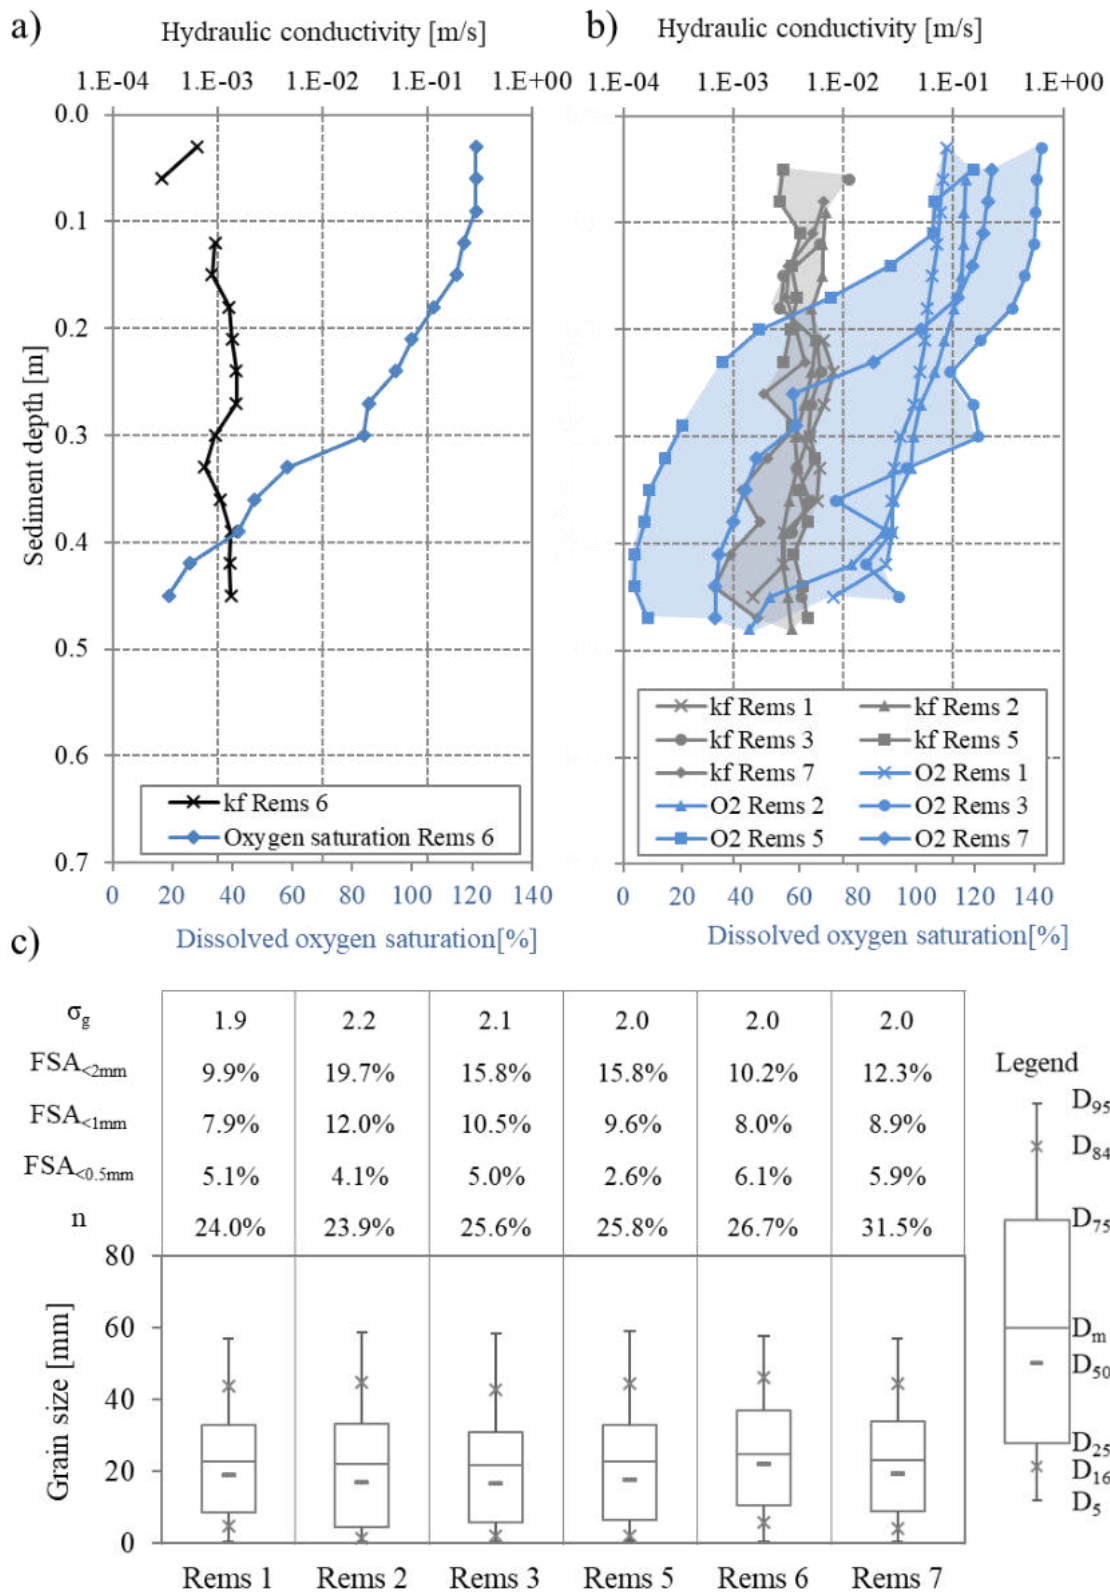 a)
Hydraulic conductivity [m/s]
1.E-04 1.E-03 1.E-02 1.E-01 1.E+00
0.0
0.1
0.2
0.3
0.4
0.5
0.6
0.7
Sediment depth [m]
kf Rems 6
Oxygen saturation Rems 6
0 20 40 60 80 100 120 140
Dissolved oxygen saturation[%]
b)
Hydraulic conductivity [m/s]
1.E-04 1.E-03 1.E-02 1.E-01 1.E+00
kf Rems 1 kf Rems 2
kf Rems 3 kf Rems 5
kf Rems 7 O2 Rems 1
O2 Rems 2 O2 Rems 3
O2 Rems 5 O2 Rems 7
0 20 40 60 80 100 120 140
Dissolved oxygen saturation[%]
c)
σg 1.9 2.2 2.1 2.0 2.0 2.0
FSA<2mm 9.9% 19.7% 15.8% 15.8% 10.2% 12.3%
FSA<1mm 7.9% 12.0% 10.5% 9.6% 8.0% 8.9%
FSA<0.5mm 5.1% 4.1% 5.0% 2.6% 6.1% 5.9%
n 24.0% 23.9% 25.6% 25.8% 26.7% 31.5%
80
60
40
20
0
Grain size [mm]
Rems 1 Rems 2 Rems 3 Rems 5 Rems 6 Rems 7
Legend
D95
D84
D75
Dm
D50
D25
D16
D5